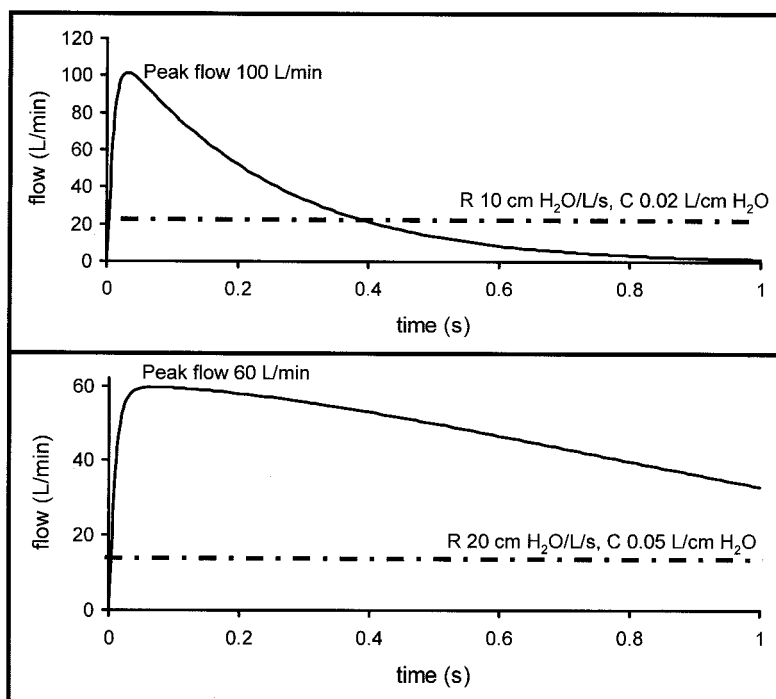 120
100
80
60
40
20
0
flow (L/min)
Peak flow 100 L/min
R 10 cm H₂O/L/s, C 0.02 L/cm H₂O
0 0.2 0.4 0.6 0.8 1
time (s)
60
40
20
0
flow (L/min)
Peak flow 60 L/min
R 20 cm H₂O/L/s, C 0.05 L/cm H₂O
0 0.2 0.4 0.6 0.8 1
time (s)